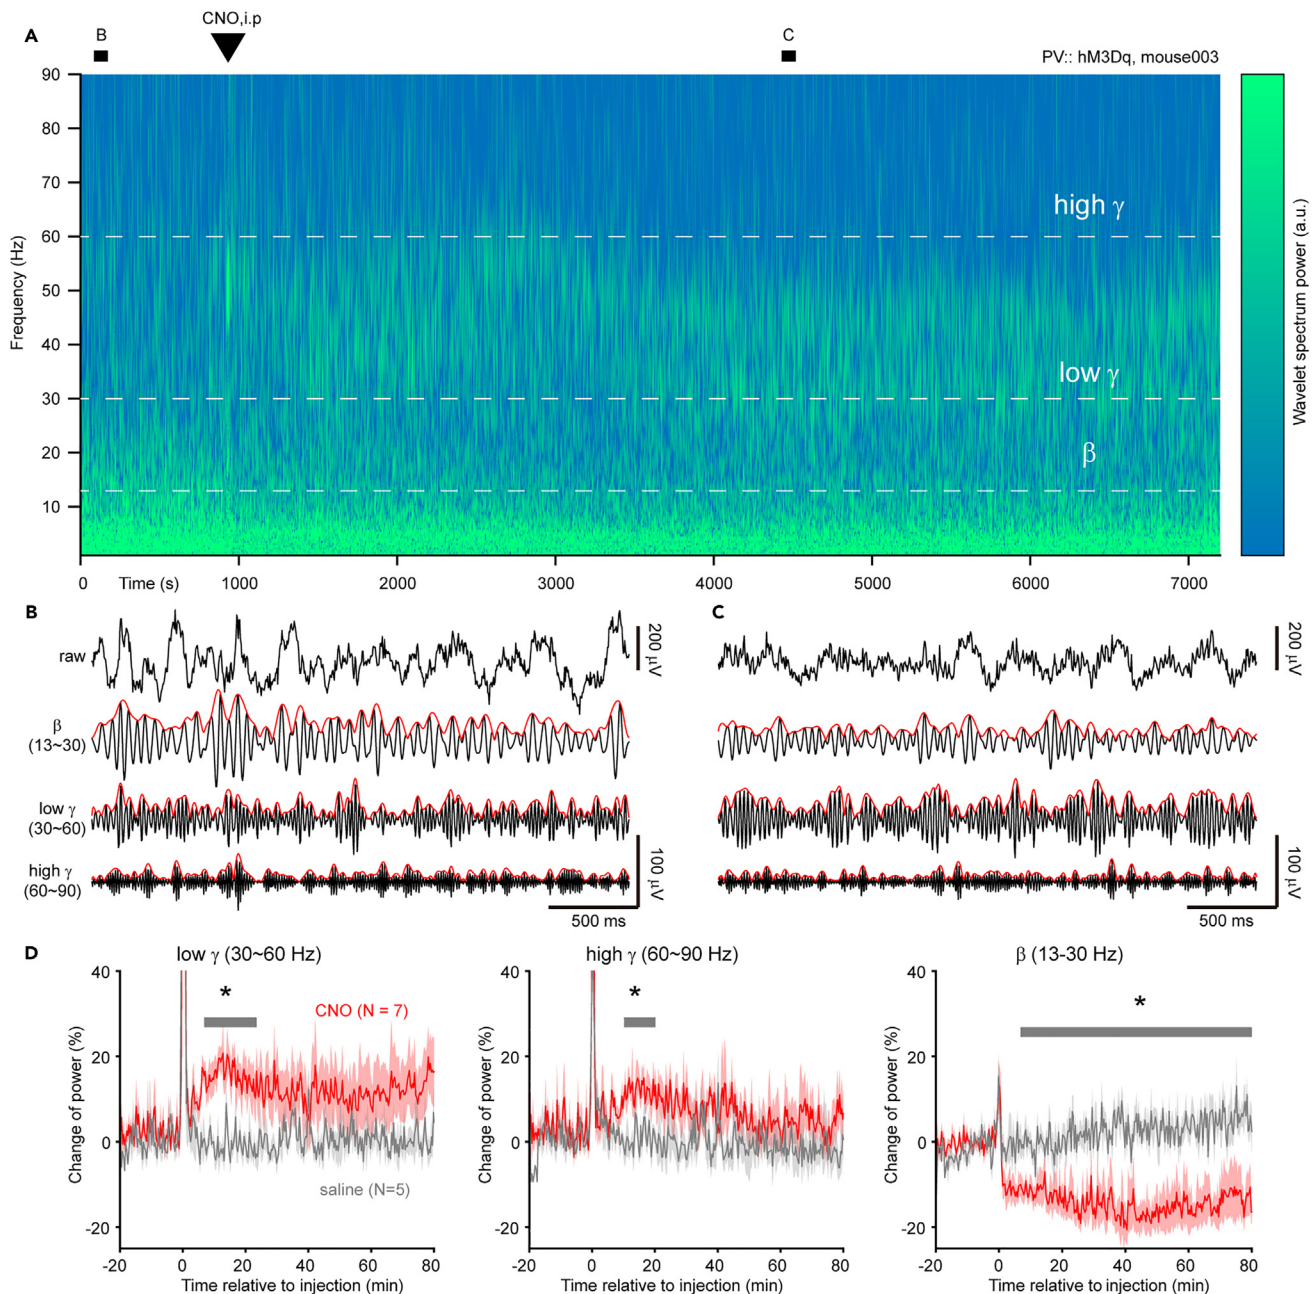 A
B
CNO,i.p
C
PV:: hM3Dq, mouse003
90
80
70
60
50
40
30
20
10
Frequency (Hz)
high γ
low γ
β
Wavelet spectrum power (a.u.)
0
Time (s)
1000
2000
3000
4000
5000
6000
7000
B
raw
200 µV
β
(13~30)
low γ
(30~60)
high γ
(60~90)
100 µV
500 ms
C
200 µV
100 µV
500 ms
D
low γ (30~60 Hz)
40
20
0
-20
Change of power (%)
*
CNO (N = 7)
saline (N=5)
-20
0
20
40
60
80
Time relative to injection (min)
high γ (60~90 Hz)
40
20
0
-20
Change of power (%)
*
-20
0
20
40
60
80
Time relative to injection (min)
β (13-30 Hz)
40
20
0
-20
Change of power (%)
*
-20
0
20
40
60
80
Time relative to injection (min)